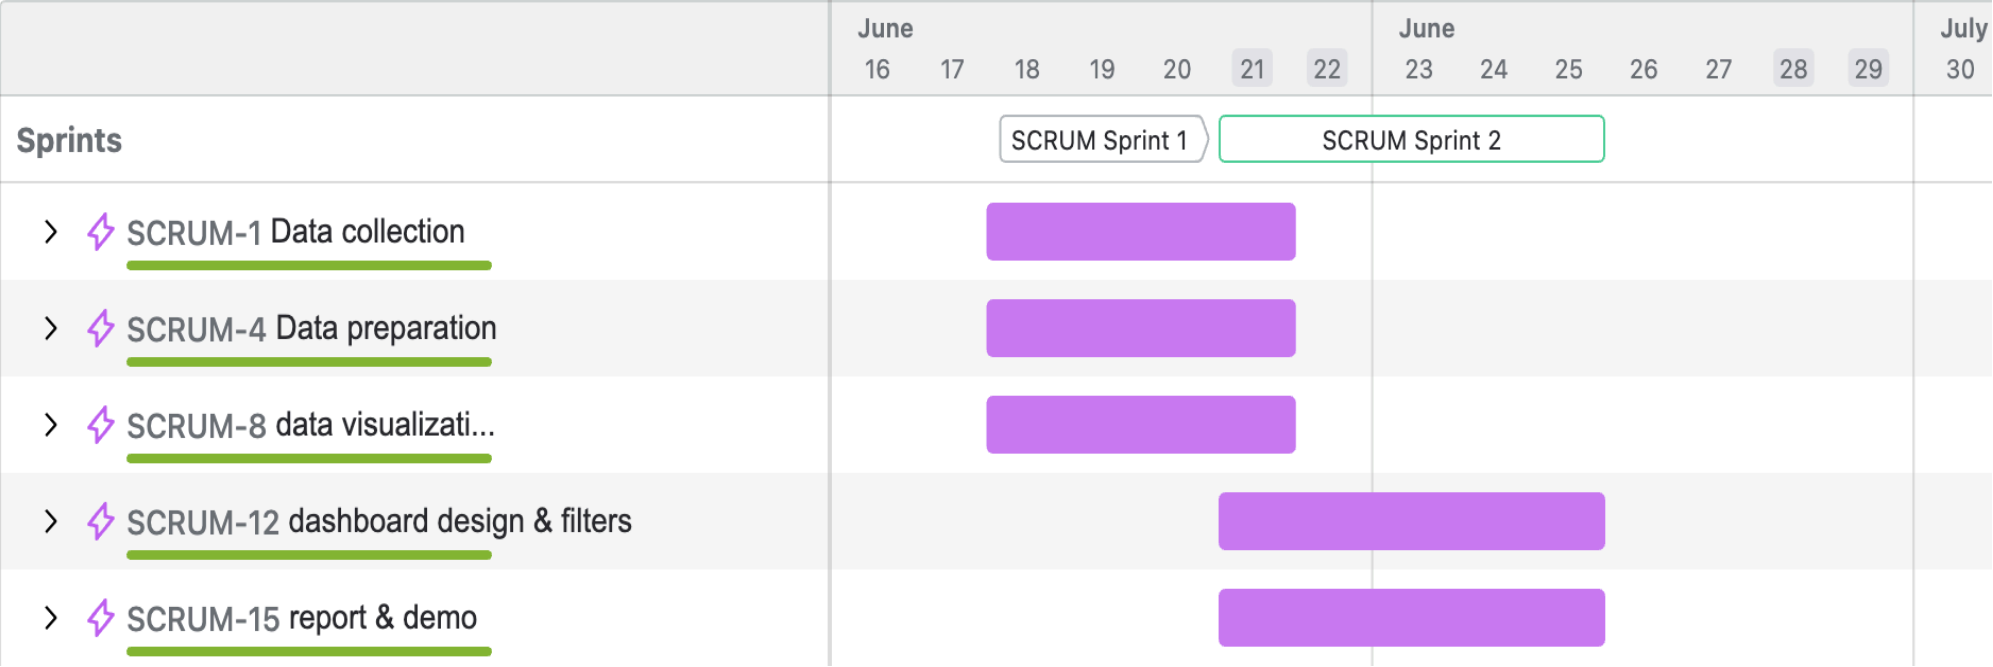 June June July
16 17 18 19 20 21 22 23 24 25 26 27 28 29 30
Sprints SCRUM Sprint 1 SCRUM Sprint 2
SCRUM-1 Data collection
SCRUM-4 Data preparation
SCRUM-8 data visualizati...
SCRUM-12 dashboard design & filters
SCRUM-15 report & demo